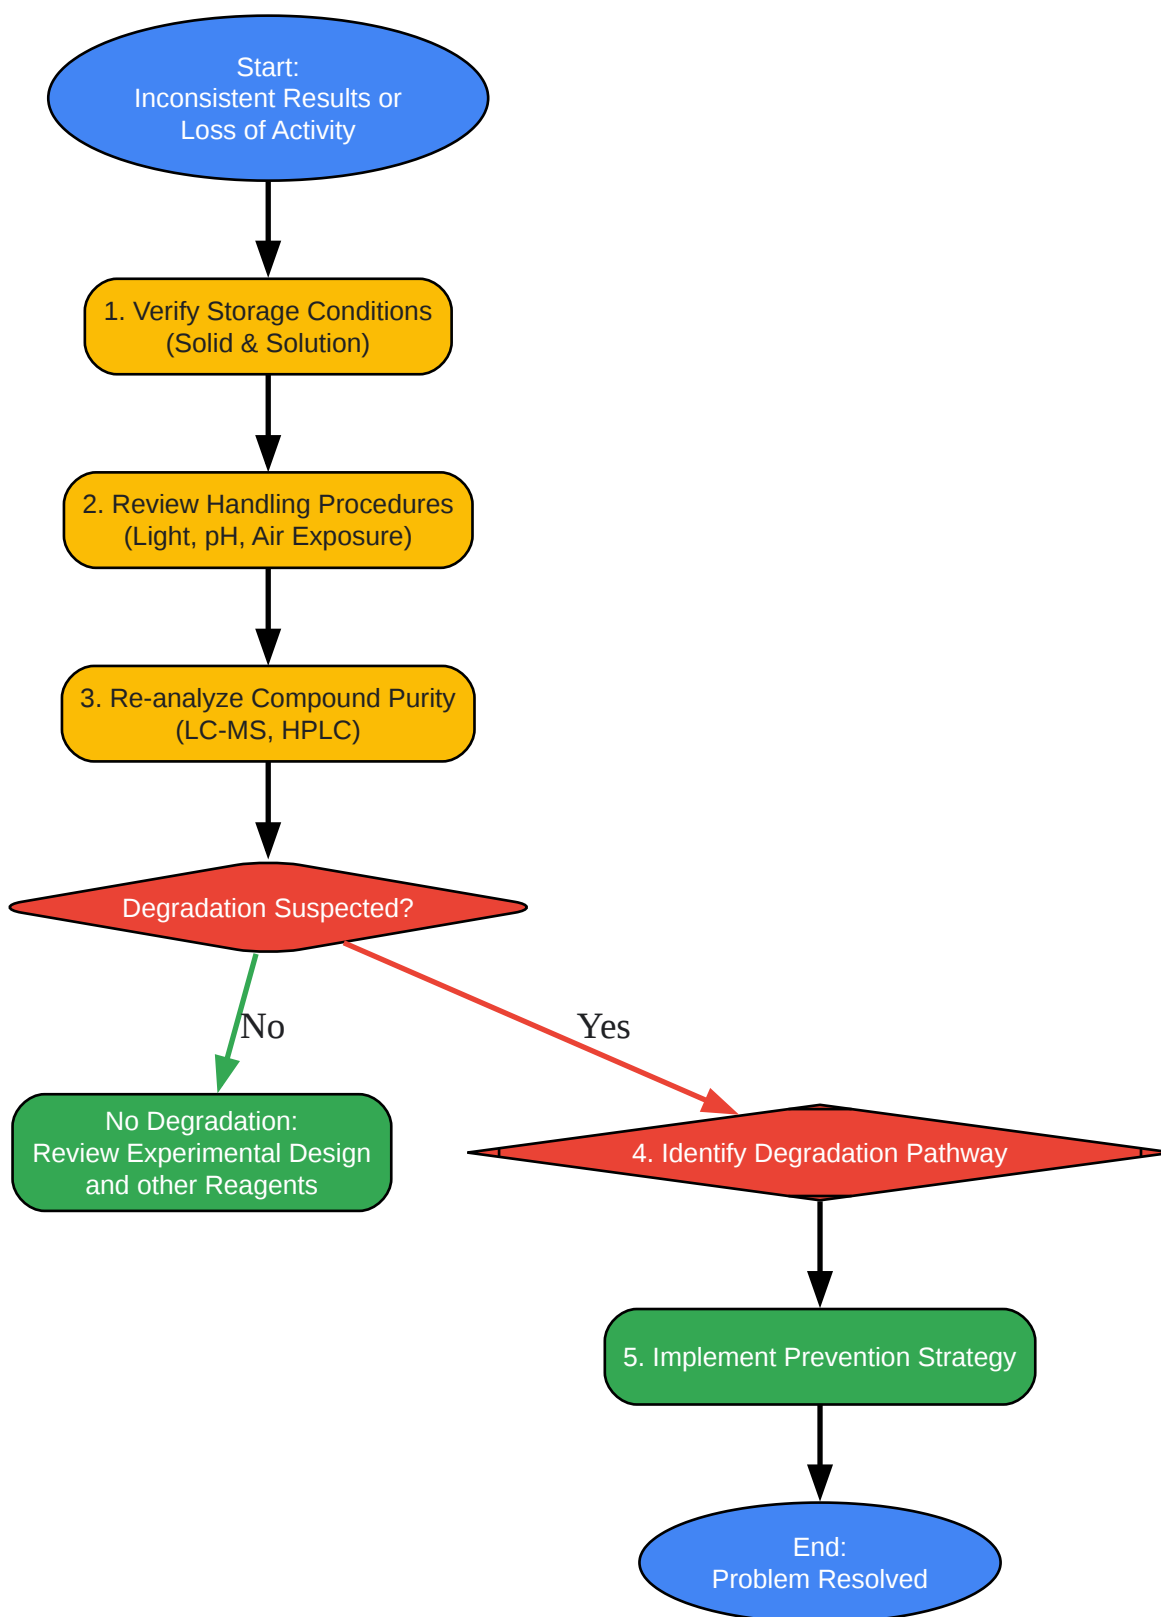 Start:
Inconsistent Results or
Loss of Activity
1. Verify Storage Conditions
(Solid & Solution)
2. Review Handling Procedures
(Light, pH, Air Exposure)
3. Re-analyze Compound Purity
(LC-MS, HPLC)
Degradation Suspected?
No
Yes
No Degradation:
Review Experimental Design
and other Reagents
4. Identify Degradation Pathway
5. Implement Prevention Strategy
End:
Problem Resolved